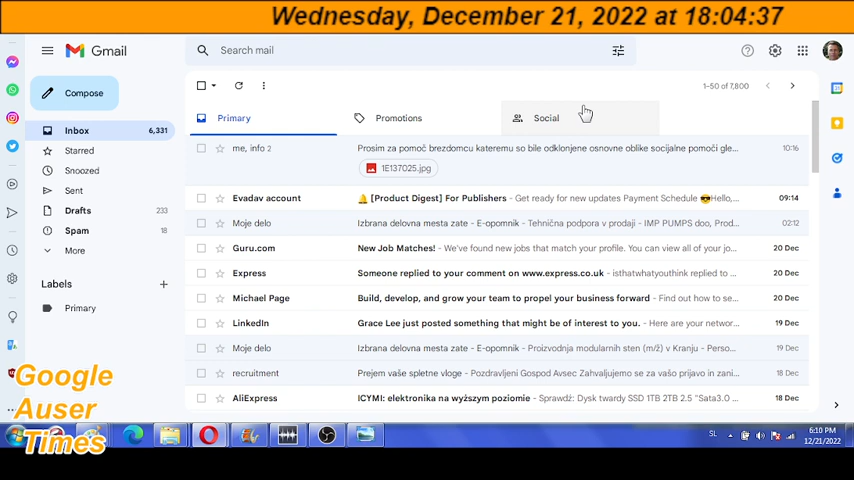 Wednesday, December 21, 2022 at 18:04:37
Gmail
Search mail
Compose
1–50 of 7,800
Primary
Promotions
Social
Inbox 6,331
Starred
Snoozed
Sent
Drafts 233
Spam 18
More
Labels
Primary
me, info 2 Prosim za pomoč brezdomcu kateremu so bile odklonjene osnovne oblike socijalne pomoči gle... 10:16
1E137025.jpg
Evadav account 🔔 [Product Digest] For Publishers - Get ready for new updates Payment Schedule 😎Hello,... 09:14
Moje delo Izbrana delovna mesta zate - E-opomnik - Tehnična podpora v prodaji - IMP PUMPS doo, Prod... 02:12
Guru.com New Job Matches! - We've found new jobs that match your profile. You can view all of your jo... 20 Dec
Express Someone replied to your comment on www.express.co.uk - isthatwhatyouthink replied to ... 20 Dec
Michael Page Build, develop, and grow your team to propel your business forward - Find out how to se... 20 Dec
LinkedIn Grace Lee just posted something that might be of interest to you. - Here are your networ... 19 Dec
Moje delo Izbrana delovna mesta zate - E-opomnik - Proizvodnja modularnih sten (m/ž) v Kranju - Perso... 19 Dec
recruitment Prejem vaše spletne vloge - Pozdravljeni Gospod Avsec Zahvaljujemo se za vašo prijavo in zani... 18 Dec
AliExpress ICYMI: elektronika na wyższym poziomie - Sprawdź: Dysk twardy SSD 1TB 2TB 2.5 "Sata3.0 ... 18 Dec
Google
Auser
Times
SL
6:10 PM
12/21/2022